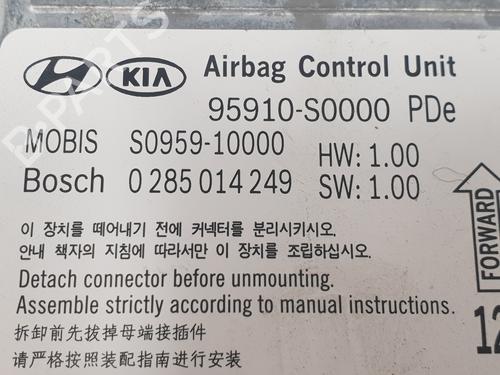 HYUNDAI KIA Airbag Control Unit
95910-S0000 PDe
MOBIS S0959-10000 HW: 1.00
Bosch 0 285 014 249 SW: 1.00
이 장치를 떼어내기 전에 커넥터를 분리시키시오.
안내 책자의 지침에 따라서만 이 장치를 조립하십시오.
Detach connector before unmounting.
Assemble strictly according to manual instructions.
拆卸前先拔掉母端接插件
请严格按照装配指南进行安装
FORWARD
12
B-PARTS